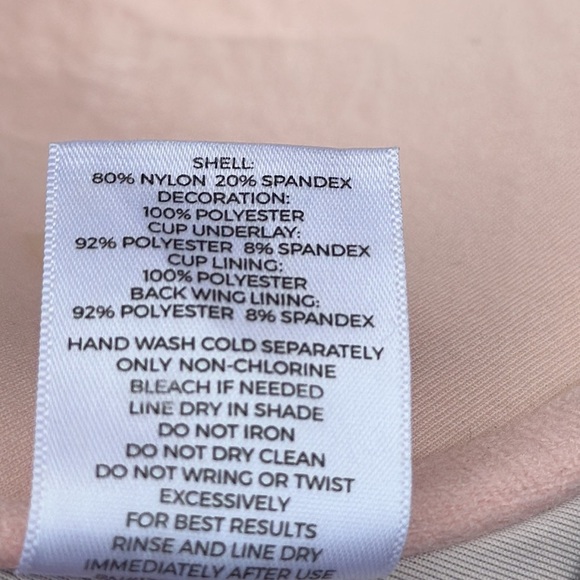 SHELL:
80% NYLON 20% SPANDEX
DECORATION:
100% POLYESTER
CUP UNDERLAY:
92% POLYESTER 8% SPANDEX
CUP LINING:
100% POLYESTER
BACK WING LINING:
92% POLYESTER 8% SPANDEX
HAND WASH COLD SEPARATELY
ONLY NON-CHLORINE
BLEACH IF NEEDED
LINE DRY IN SHADE
DO NOT IRON
DO NOT DRY CLEAN
DO NOT WRING OR TWIST
EXCESSIVELY
FOR BEST RESULTS
RINSE AND LINE DRY
IMMEDIATELY AFTER USE